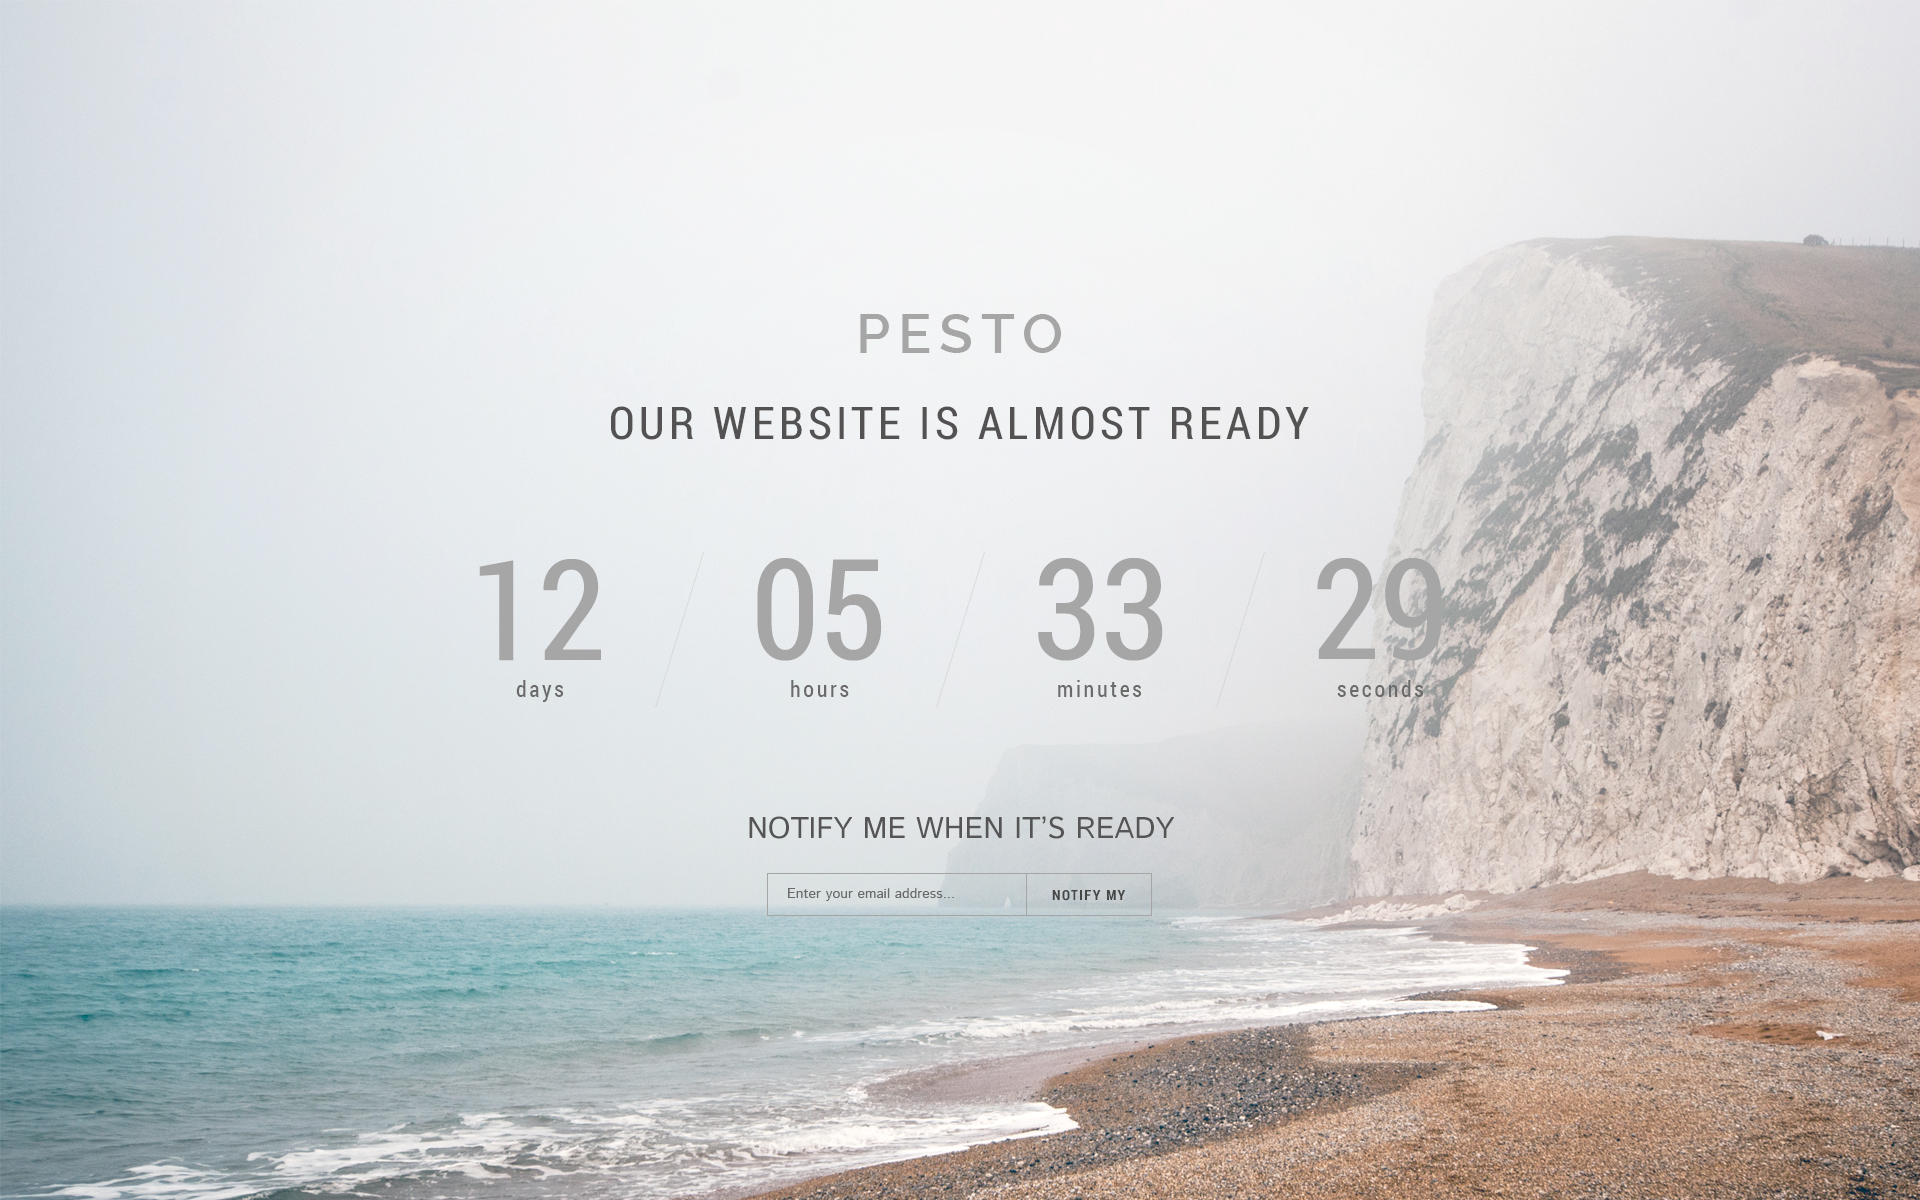 PESTO
OUR WEBSITE IS ALMOST READY
12 05 33 29
days hours minutes seconds
NOTIFY ME WHEN IT'S READY
Enter your email address... NOTIFY MY